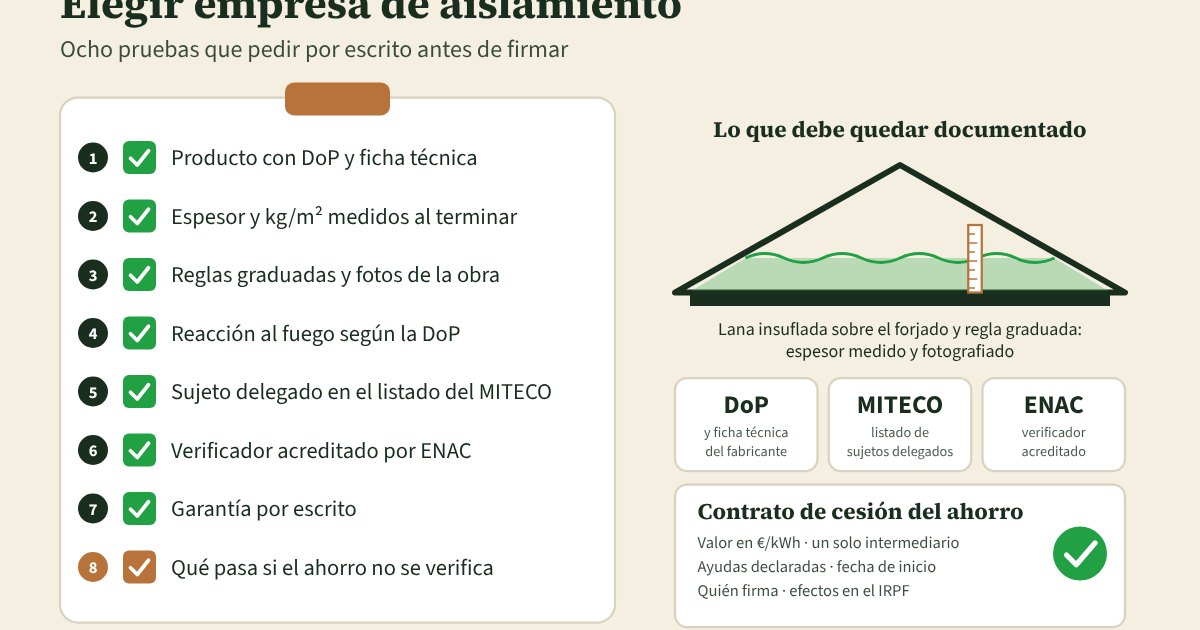 Elegir empresa de aislamiento
Ocho pruebas que pedir por escrito antes de firmar
1 Producto con DoP y ficha técnica
2 Espesor y kg/m² medidos al terminar
3 Reglas graduadas y fotos de la obra
4 Reacción al fuego según la DoP
5 Sujeto delegado en el listado del MITECO
6 Verificador acreditado por ENAC
7 Garantía por escrito
8 Qué pasa si el ahorro no se verifica
Lo que debe quedar documentado
Lana insuflada sobre el forjado y regla graduada:
espesor medido y fotografiado
DoP
y ficha técnica
del fabricante
MITECO
listado de
sujetos delegados
ENAC
verificador
acreditado
Contrato de cesión del ahorro
Valor en €/kWh · un solo intermediario
Ayudas declaradas · fecha de inicio
Quién firma · efectos en el IRPF